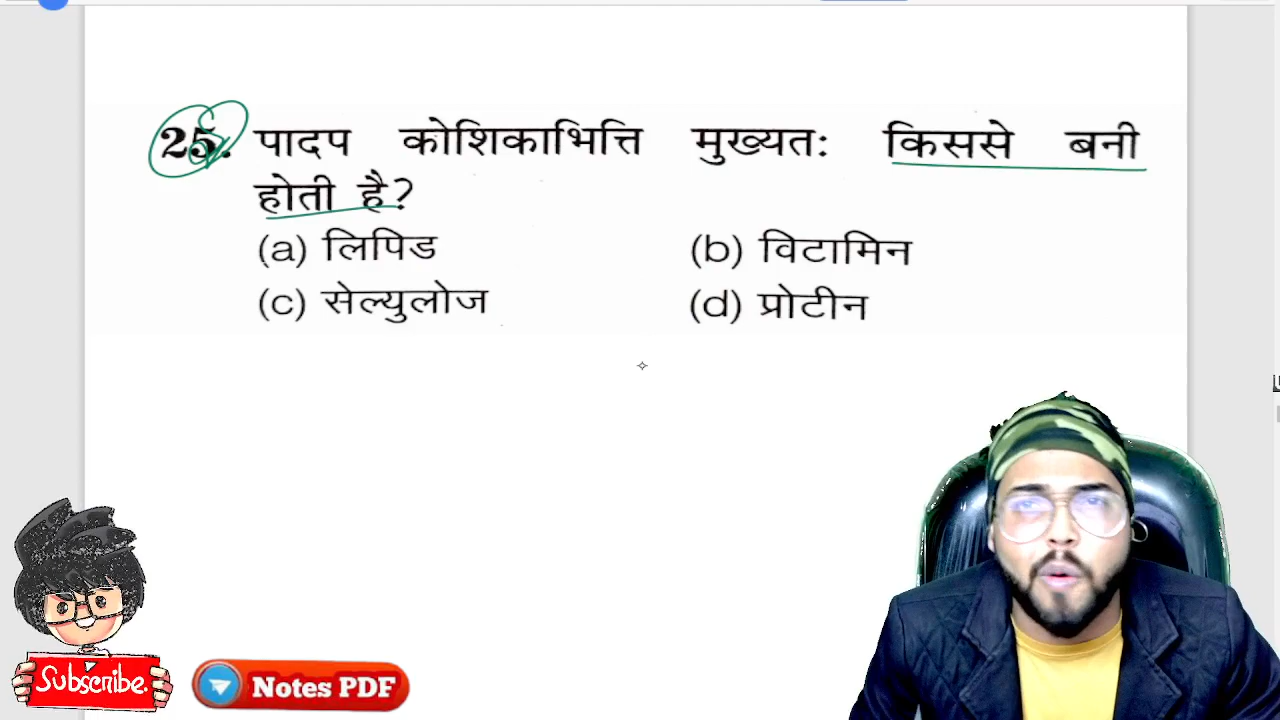 25. पादप कोशिकाभित्ति मुख्यतः किससे बनी
होती है?
(a) लिपिड (b) विटामिन
(c) सेल्युलोज (d) प्रोटीन
Subscribe.
Notes PDF